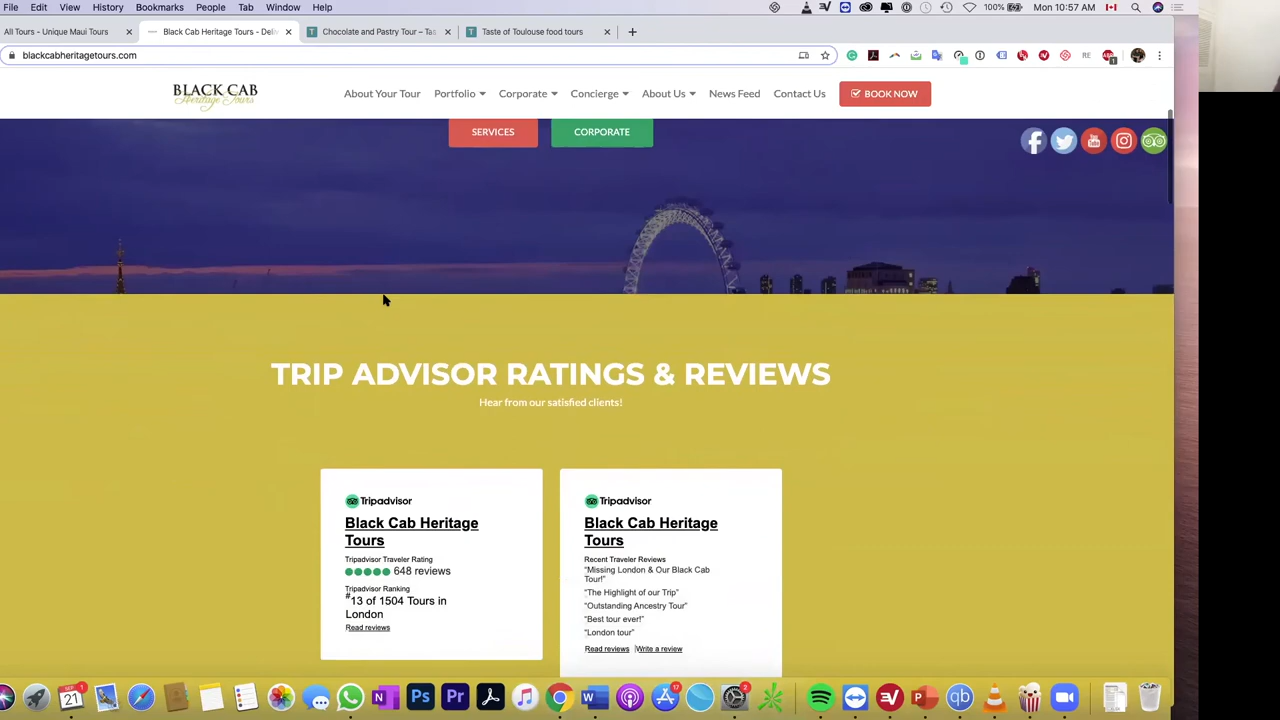 File Edit View History Bookmarks People Tab Window Help 100% Mon 10:57 AM
All Tours - Unique Maui Tours Black Cab Heritage Tours - Deli Chocolate and Pastry Tour – Tas Taste of Toulouse food tours
blackcabheritagetours.com
BLACK CAB
Heritage Tours
About Your Tour Portfolio Corporate Concierge About Us News Feed Contact Us BOOK NOW
SERVICES CORPORATE
TRIP ADVISOR RATINGS & REVIEWS
Hear from our satisfied clients!
Tripadvisor
Black Cab Heritage
Tours
Tripadvisor Traveler Rating
648 reviews
Tripadvisor Ranking
#13 of 1504 Tours in
London
Read reviews
Tripadvisor
Black Cab Heritage
Tours
Recent Traveler Reviews
“Missing London & Our Black Cab
Tour!”
“The Highlight of our Trip”
“Outstanding Ancestry Tour”
“Best tour ever!”
“London tour”
Read reviews Write a review